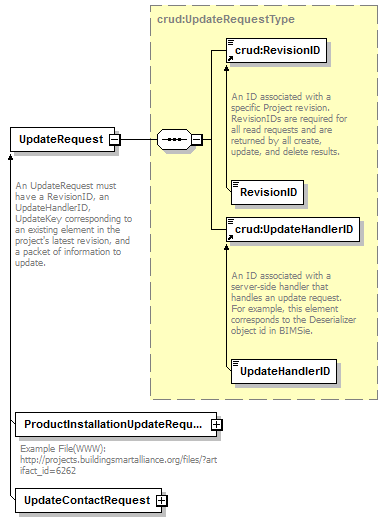 crud:UpdateRequestType
crud:RevisionID
An ID associated with a
specific Project revision.
RevisionIDs are required for
all read requests and are
returned by all create,
update, and delete results.
UpdateRequest
An UpdateRequest must
have a RevisionID, an
UpdateHandlerID,
UpdateKey corresponding to
an existing element in the
project's latest revision, and
a packet of information to
update.
RevisionID
crud:UpdateHandlerID
An ID associated with a
server-side handler that
handles an update request.
For example, this element
corresponds to the Deserializer
object id in BIMSie.
UpdateHandlerID
ProductInstallationUpdateRequ...
Example File(WWW):
http://projects.buildingsmartalliance.org/files/?art
ifact_id=6262
UpdateContactRequest